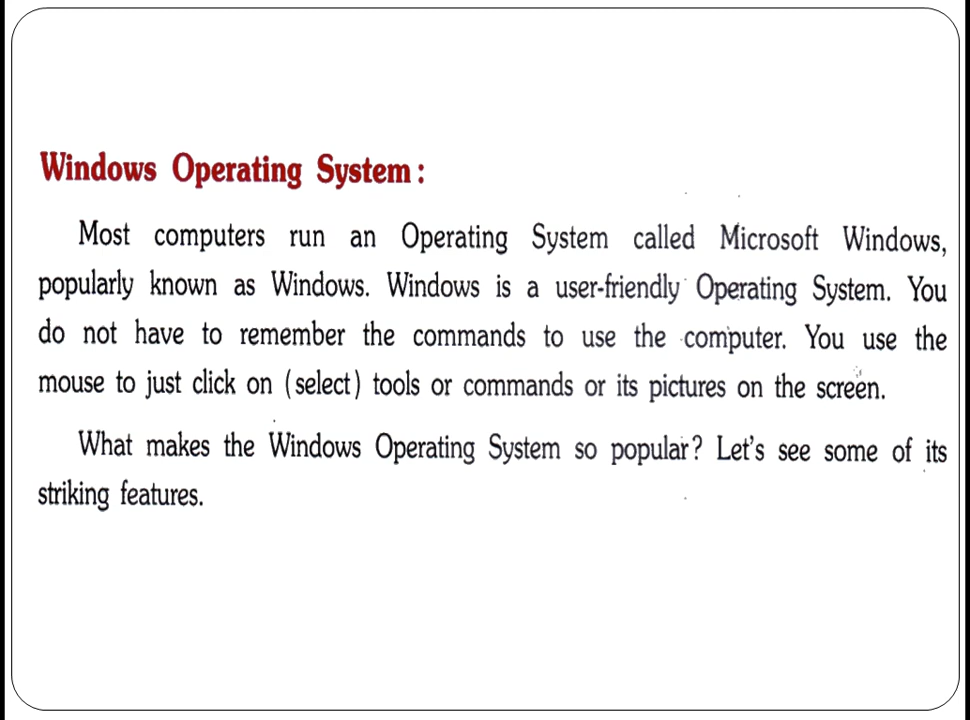 Windows Operating System :
Most computers run an Operating System called Microsoft Windows,
popularly known as Windows. Windows is a user-friendly Operating System. You
do not have to remember the commands to use the computer. You use the
mouse to just click on (select) tools or commands or its pictures on the screen.
What makes the Windows Operating System so popular? Let's see some of its
striking features.